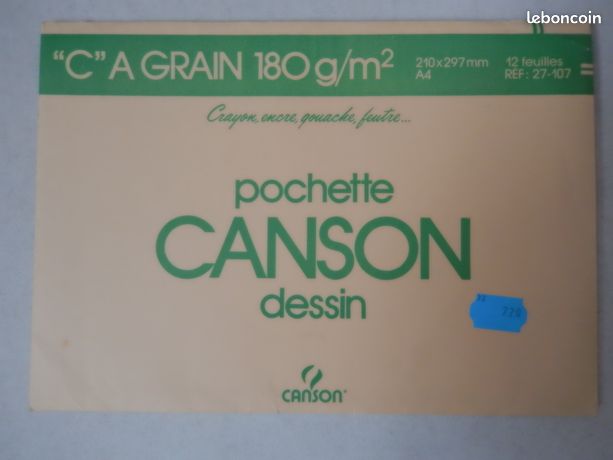 leboncoin
"C" A GRAIN 180 g/m²
210x297mm
A4
12 feuilles
REF: 27-107
Crayon, encre, gouache, feutre...
pochette
CANSON
dessin
CANSON